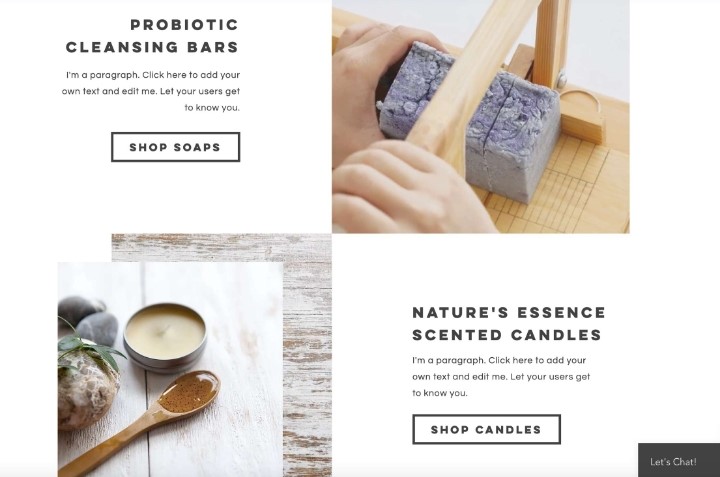 PROBIOTIC
CLEANSING BARS
I'm a paragraph. Click here to add your
own text and edit me. Let your users get
to know you.
SHOP SOAPS
NATURE'S ESSENCE
SCENTED CANDLES
I'm a paragraph. Click here to add your
own text and edit me. Let your users get
to know you.
SHOP CANDLES
Let's Chat!